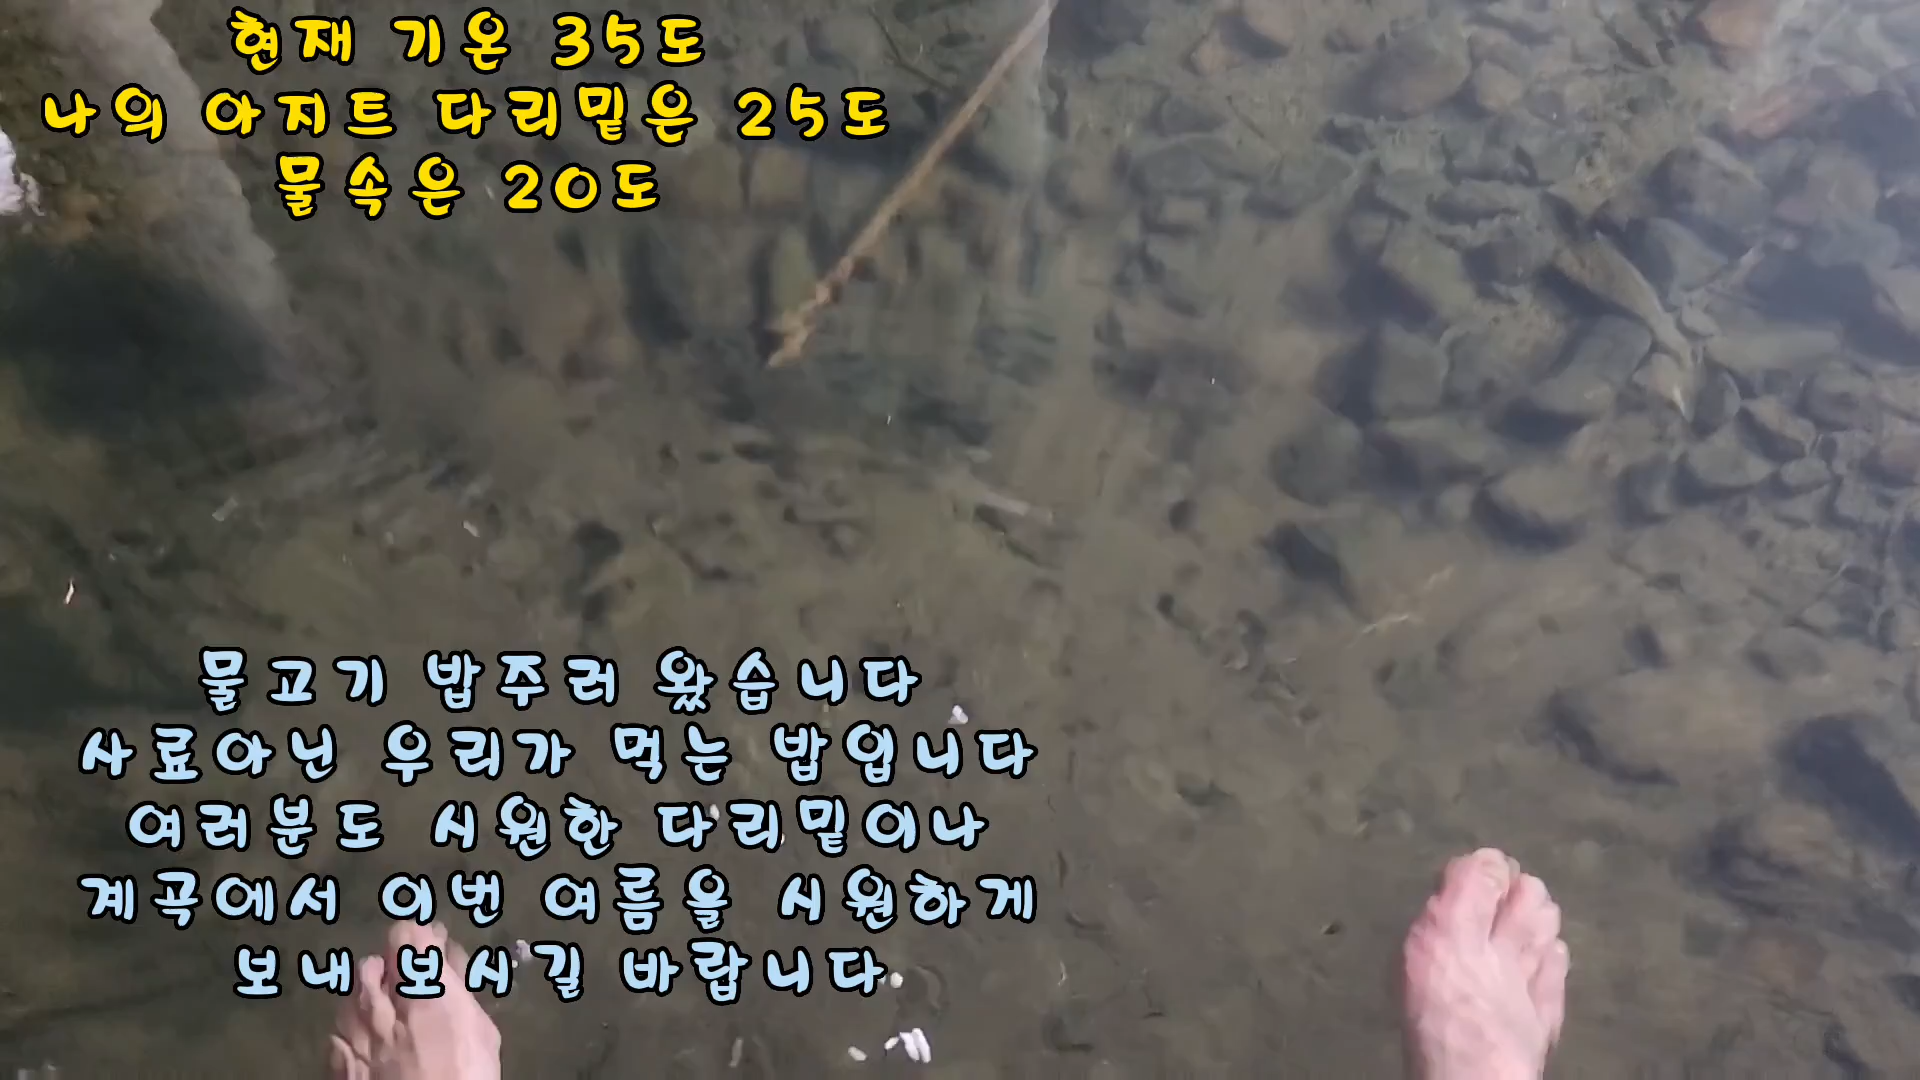 현재 기온 35도
나의 아지트 다리밑은 25도
물속은 20도
물고기 밥주러 왔습니다
사료아닌 우리가 먹는 밥입니다
여러분도 시원한 다리밑이나
계곡에서 이번 여름을 시원하게
보내 보시길 바랍니다